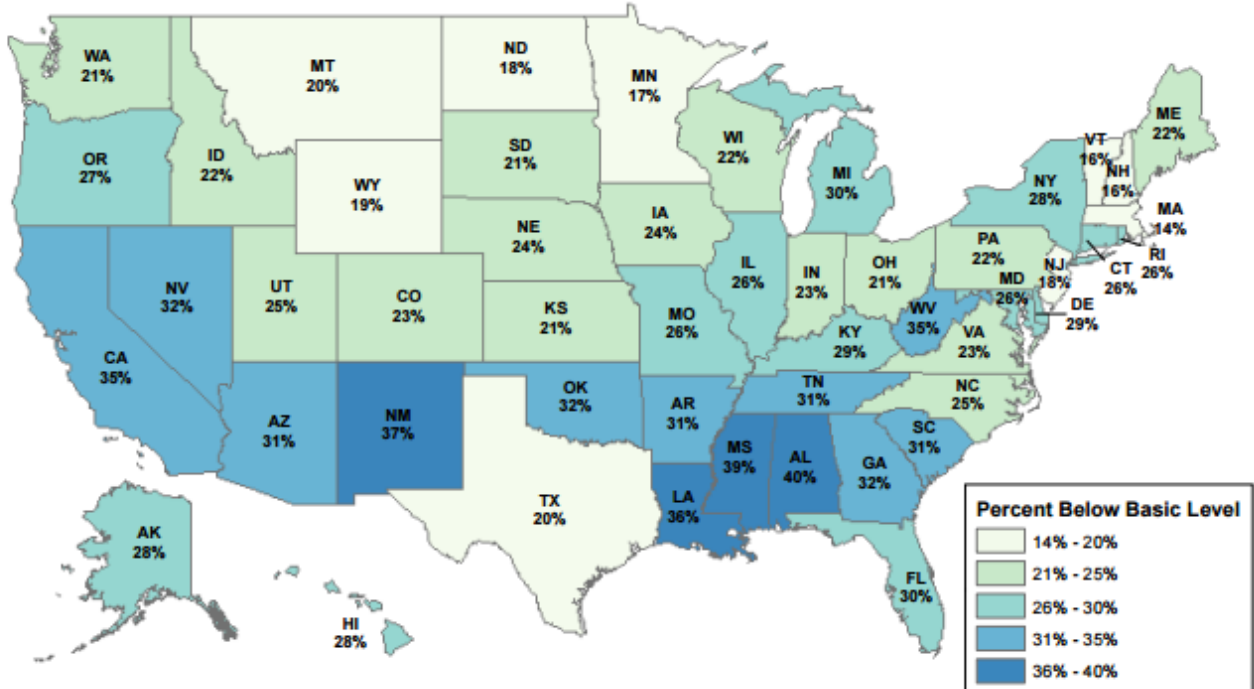 WA
21%
MT
20%
ND
18%
MN
17%
ME
22%
VT
16%
NH
16%
OR
27%
ID
22%
SD
21%
WI
22%
MI
30%
NY
28%
MA
14%
WY
19%
NE
24%
IA
24%
PA
22%
NJ
18%
CT
26%
RI
26%
NV
32%
UT
25%
CO
23%
KS
21%
MO
26%
IL
26%
IN
23%
OH
21%
MD
26%
DE
29%
WV
35%
VA
23%
KY
29%
CA
35%
AZ
31%
NM
37%
OK
32%
AR
31%
TN
31%
NC
25%
SC
31%
MS
39%
AL
40%
GA
32%
TX
20%
LA
36%
FL
30%
AK
28%
HI
28%
Percent Below Basic Level
14% - 20%
21% - 25%
26% - 30%
31% - 35%
36% - 40%